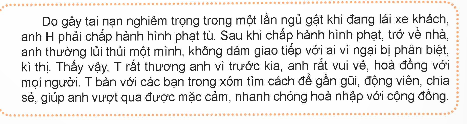 Do gây tai nạn nghiêm trọng trong một lần ngủ gật khi đang lái xe khách,
anh H phải chấp hành hình phạt tù. Sau khi chấp hành hình phạt, trở về nhà,
anh thường lủi thủi một mình, không dám giao tiếp với ai vì ngại bị phân biệt,
kì thị. Thấy vậy. T rất thương anh vì trước kia, anh rất vui vẻ, hoà đồng với
mọi người. T bàn với các bạn trong xóm tìm cách để gần gũi, động viên, chia
sẻ, giúp anh vượt qua được mặc cảm, nhanh chóng hoà nhập với cộng đồng.